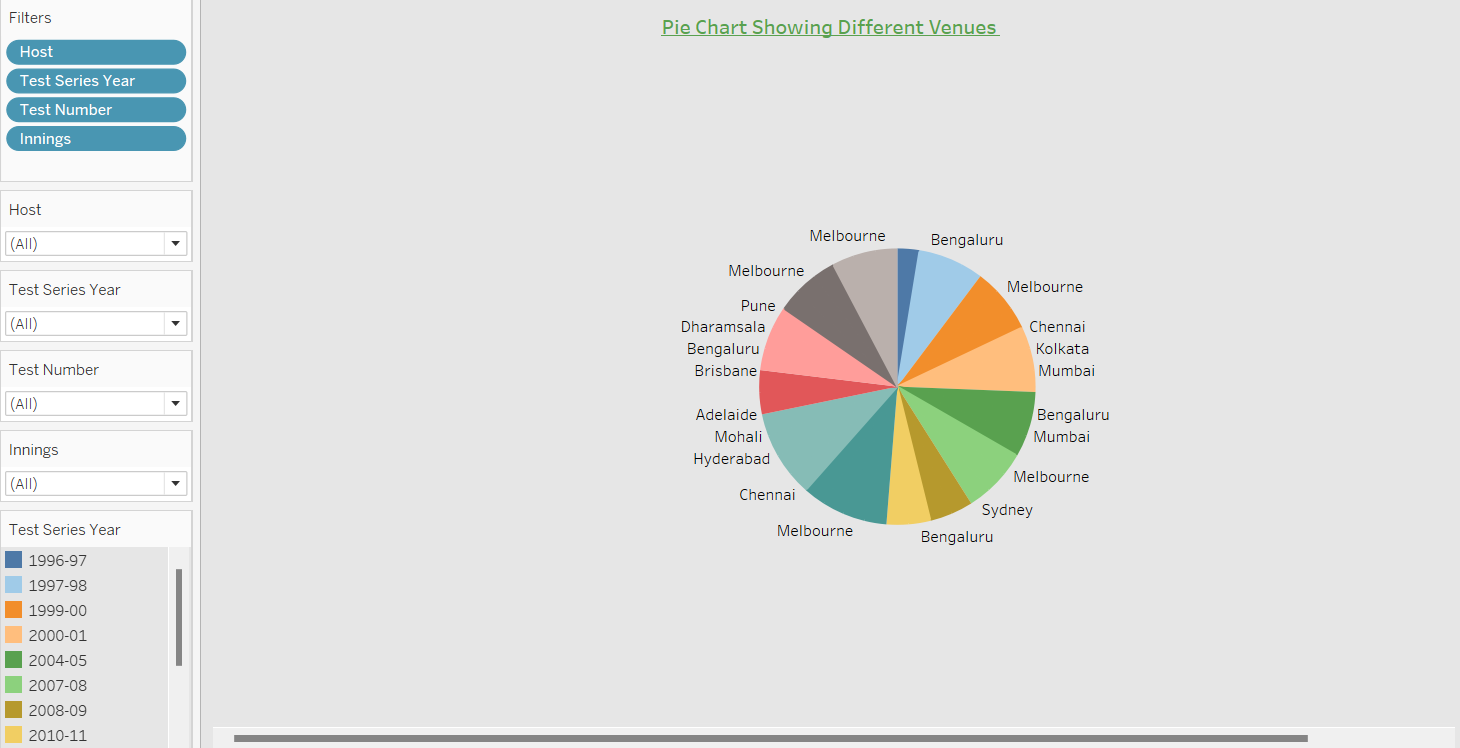 Filters
Host
Test Series Year
Test Number
Innings
Host
(All)
Test Series Year
(All)
Test Number
(All)
Innings
(All)
Test Series Year
1996-97
1997-98
1999-00
2000-01
2004-05
2007-08
2008-09
2010-11
Pie Chart Showing Different Venues
Melbourne
Bengaluru
Melbourne
Melbourne
Pune
Chennai
Dharamsala
Kolkata
Bengaluru
Mumbai
Brisbane
Bengaluru
Adelaide
Mumbai
Mohali
Hyderabad
Melbourne
Chennai
Sydney
Melbourne
Bengaluru